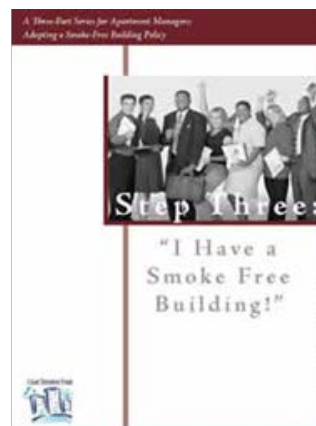 A Three-Part Series for Apartment Managers:
Adopting a Smoke-Free Building Policy
Step Three:
"I Have a
Smoke Free
Building!"